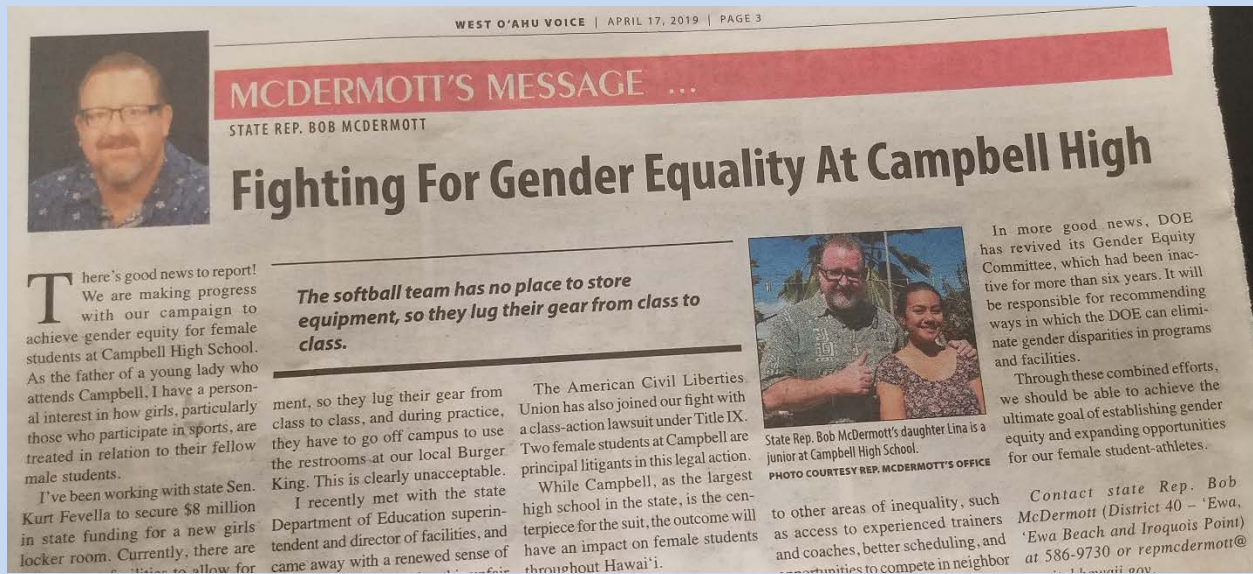 WEST O'AHU VOICE | APRIL 17, 2019 | PAGE 3
MCDERMOTT'S MESSAGE ...
STATE REP. BOB MCDERMOTT
Fighting For Gender Equality At Campbell High
There's good news to report!
We are making progress
with our campaign to
achieve gender equity for female
students at Campbell High School.
As the father of a young lady who
attends Campbell, I have a person-
al interest in how girls, particularly
those who participate in sports, are
treated in relation to their fellow
male students.
I've been working with state Sen.
Kurt Fevella to secure $8 million
in state funding for a new girls
locker room. Currently, there are
to allow for
The softball team has no place to store
equipment, so they lug their gear from class to
class.
ment, so they lug their gear from
class to class, and during practice,
they have to go off campus to use
the restrooms at our local Burger
King. This is clearly unacceptable.
I recently met with the state
Department of Education superin-
tendent and director of facilities, and
came away with a renewed sense of
The American Civil Liberties
Union has also joined our fight with
a class-action lawsuit under Title IX.
Two female students at Campbell are
principal litigants in this legal action.
While Campbell, as the largest
high school in the state, is the cen-
terpiece for the suit, the outcome will
have an impact on female students
throughout Hawai'i.
State Rep. Bob McDermott's daughter Lina is a
junior at Campbell High School.
PHOTO COURTESY REP. MCDERMOTT'S OFFICE
to other areas of inequality, such
as access to experienced trainers
and coaches, better scheduling, and
to compete in neighbor
In more good news, DOE
has revived its Gender Equity
Committee, which had been inac-
tive for more than six years. It will
be responsible for recommending
ways in which the DOE can elimi-
nate gender disparities in programs
and facilities.
Through these combined efforts,
we should be able to achieve the
ultimate goal of establishing gender
equity and expanding opportunities
for our female student-athletes.
Contact state Rep. Bob
McDermott (District 40 – 'Ewa,
'Ewa Beach and Iroquois Point)
at 586-9730 or repmcdermott@